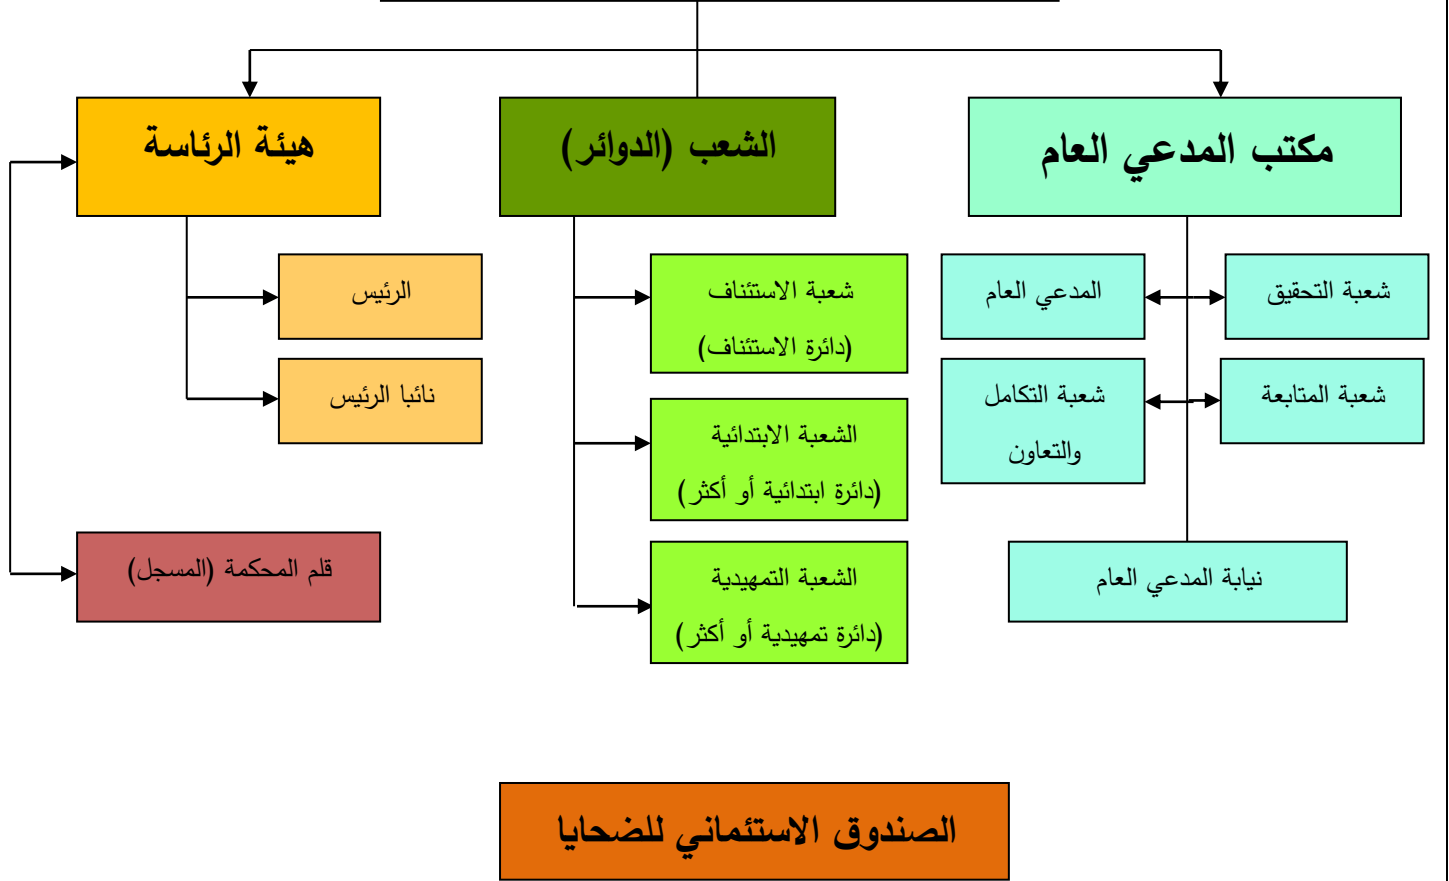 مكتب المدعي العام
الشعب (الدوائر)
هيئة الرئاسة
شعبة التحقيق
المدعي العام
شعبة الاستئناف
(دائرة الاستئناف)
الرئيس
شعبة المتابعة
شعبة التكامل
والتعاون
الشعبة الابتدائية
(دائرة ابتدائية أو أكثر)
نائبا الرئيس
نيابة المدعي العام
الشعبة التمهيدية
(دائرة تمهيدية أو أكثر)
قلم المحكمة (المسجل)
الصندوق الاستئماني للضحايا